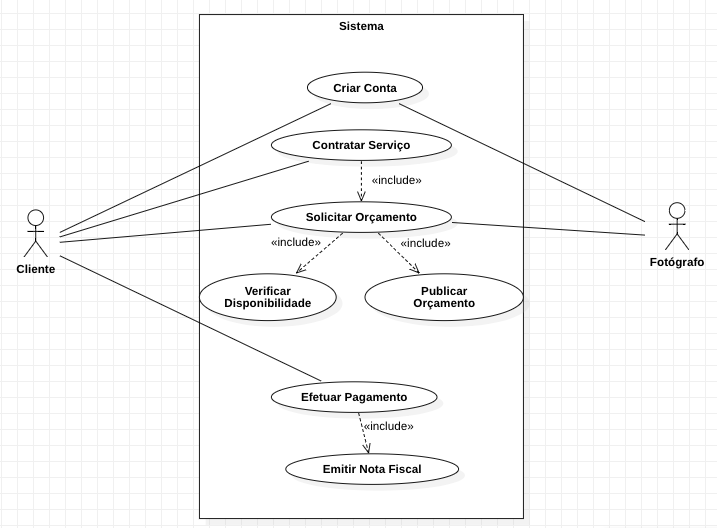 Sistema
Criar Conta
Contratar Serviço
«include»
Solicitar Orçamento
«include»
«include»
Cliente
Fotógrafo
Verificar
Disponibilidade
Publicar
Orçamento
Efetuar Pagamento
«include»
Emitir Nota Fiscal